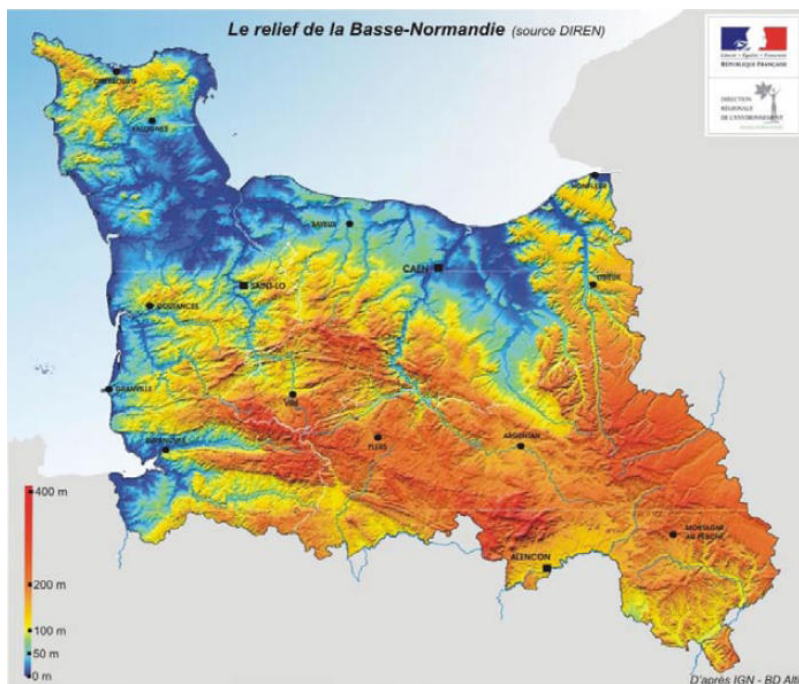 Le relief de la Basse-Normandie (source DIREN)
RÉPUBLIQUE FRANÇAISE
DIRECTION
RÉGIONALE
DE L'ENVIRONNEMENT
CHERBOURG
VALOGNES
HONFLEUR
BAYEUX
CAEN
SAINT-LO
LISIEUX
COUTANCES
GRANVILLE
VIRE
AVRANCHES
FLERS
ARGENTAN
400 m
MORTAGNE
AU PERCHE
ALENCON
200 m
100 m
50 m
0 m
D'après IGN - BD Alti